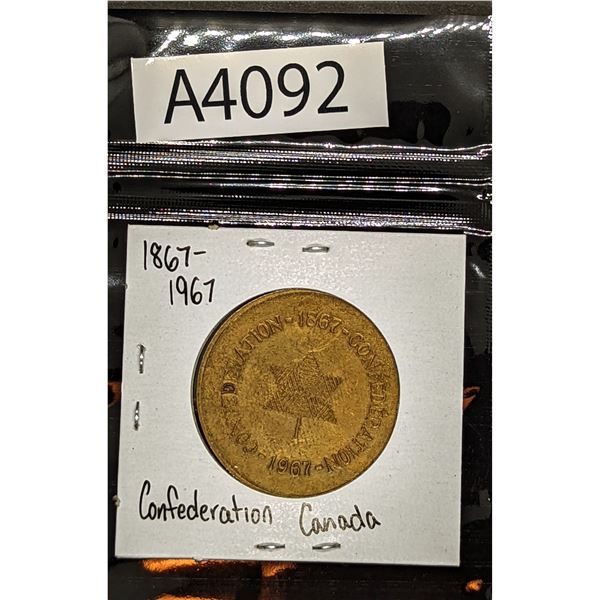 A4092
1867-
1967
CONFEDERATION - 1867 - CONFEDERATION - 1967 -
Confederation Canada